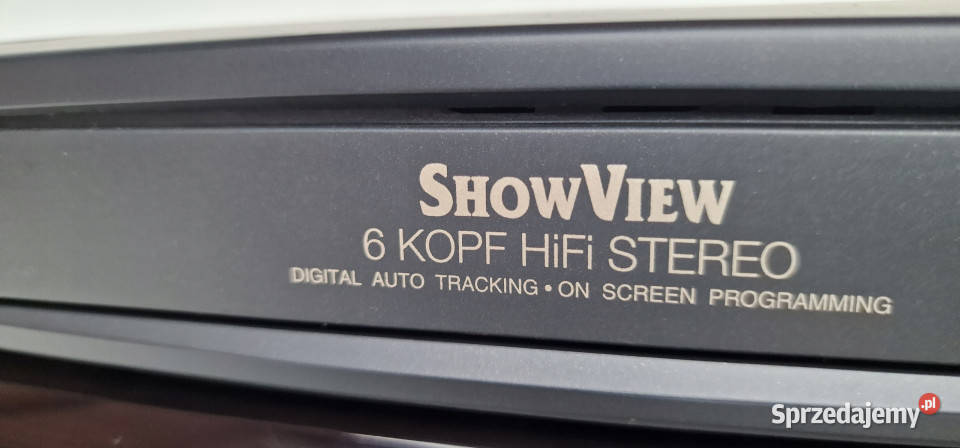 SHOWVIEW
6 KOPF HiFi STEREO
DIGITAL AUTO TRACKING • ON SCREEN PROGRAMMING
Sprzedajemy.pl